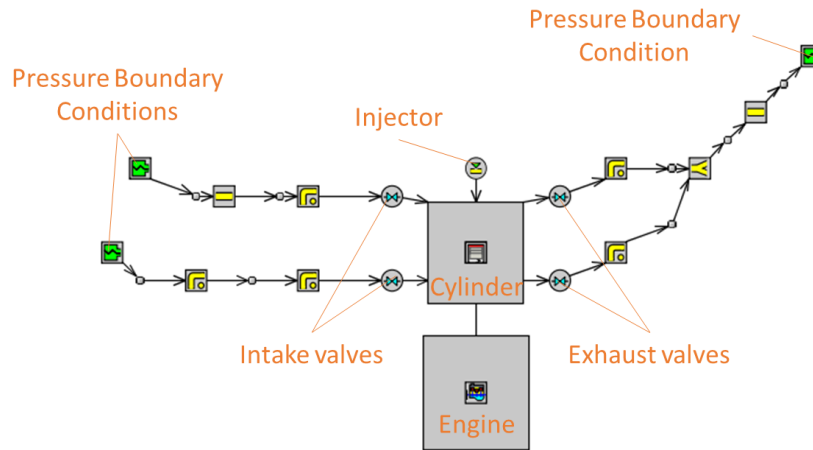 Pressure Boundary
Condition
Pressure Boundary
Conditions
Injector
Cylinder
Intake valves
Exhaust valves
Engine